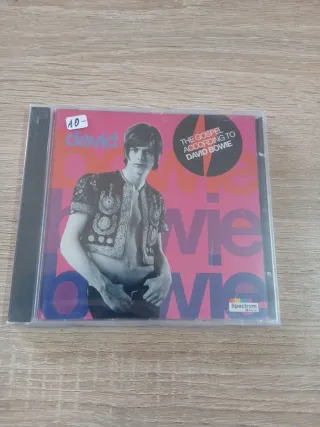 10-
david
THE GOSPEL
ACCORDING TO
DAVID BOWIE
bowie
bowie
bowie
Spectrum